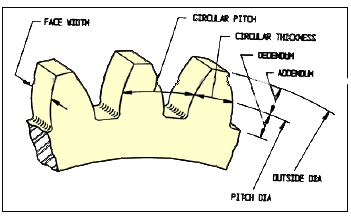 FACE WIDTH
CIRCULAR PITCH
CIRCULAR THICKNESS
DEDENDUM
ADDENDUM
OUTSIDE DIA
PITCH DIA